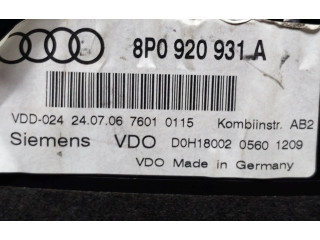 8P0 920 931 A
VDD-024 24.07.06 7601 0115 Kombiinstr. AB2
Siemens VDO D0H18002 0560 1209
VDO Made in Germany